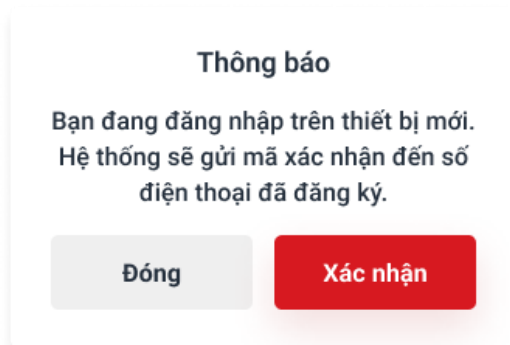 Thông báo
Bạn đang đăng nhập trên thiết bị mới.
Hệ thống sẽ gửi mã xác nhận đến số
điện thoại đã đăng ký.
Đóng
Xác nhận